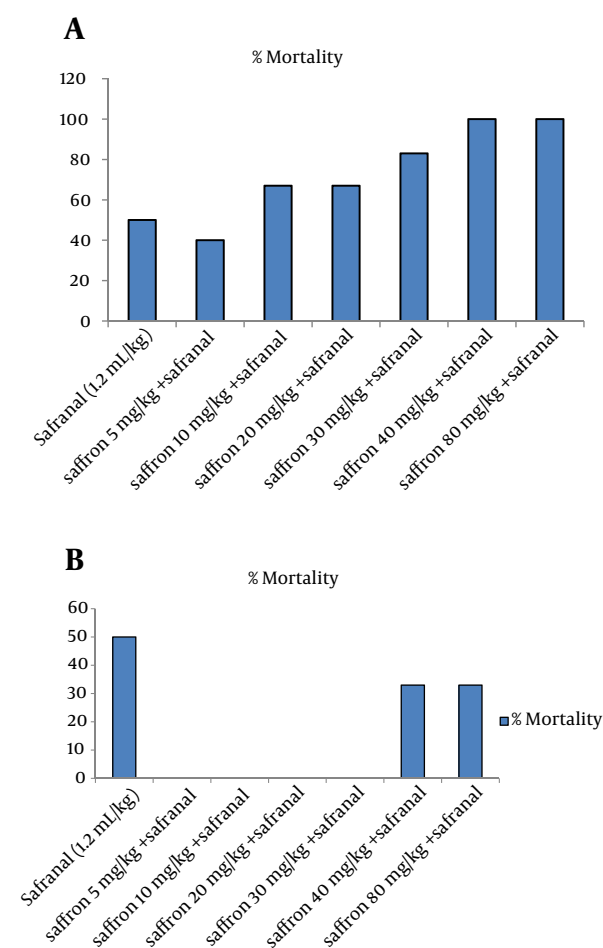 A
% Mortality
120
100
80
60
40
20
0
Safranal (1.2 mL/kg)
saffron 5 mg/kg +safranal
saffron 10 mg/kg +safranal
saffron 20 mg/kg +safranal
saffron 30 mg/kg +safranal
saffron 40 mg/kg +safranal
saffron 80 mg/kg +safranal
B
% Mortality
60
50
40
30
20
10
0
% Mortality
Safranal (1.2 mL/kg)
saffron 5 mg/kg +safranal
saffron 10 mg/kg +safranal
saffron 20 mg/kg +safranal
saffron 30 mg/kg +safranal
saffron 40 mg/kg +safranal
saffron 80 mg/kg +safranal